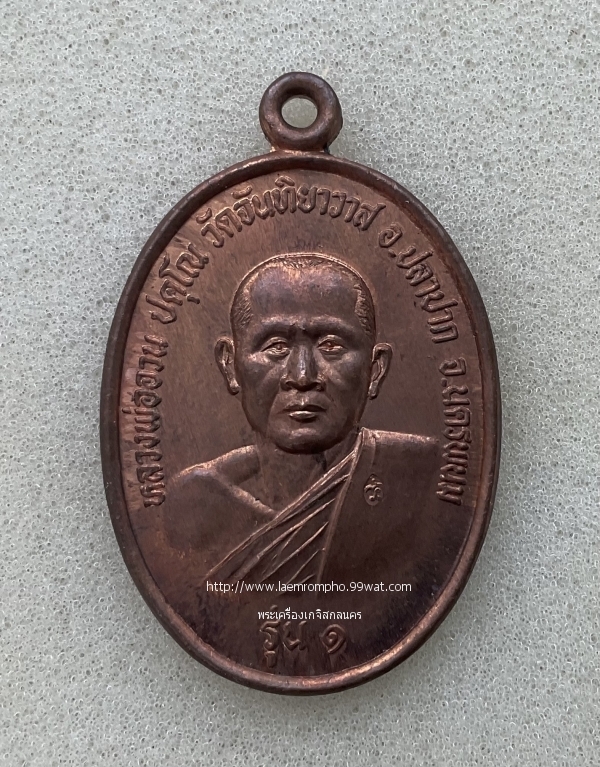 หลวงพ่ออวน ปคุโณ วัดจันทิยาวาส อ.ปลาปาก จ.นครพนม
http://www.laemrompho.99wat.com
พระเครื่องเกจิสกลนคร
รุ่น ๑